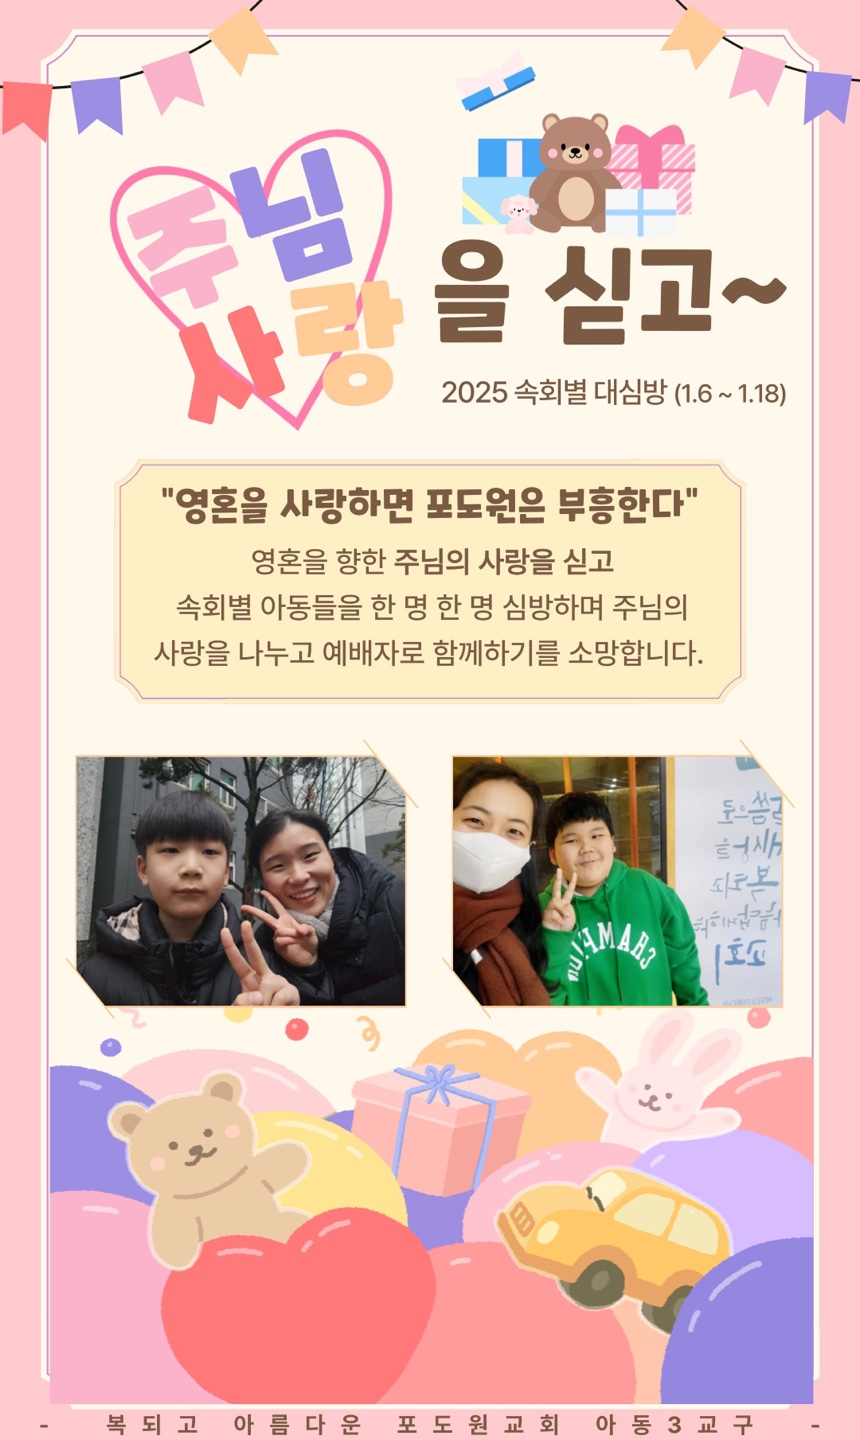 주님
사랑을 싣고~
2025 속회별 대심방 (1.6 ~ 1.18)
"영혼을 사랑하면 포도원은 부흥한다"
영혼을 향한 주님의 사랑을 싣고
속회별 아동들을 한 명 한 명 심방하며 주님의
사랑을 나누고 예배자로 함께하기를 소망합니다.
CHAMPION
교회
- 복되고 아름다운 포도원교회 아동3교구 -